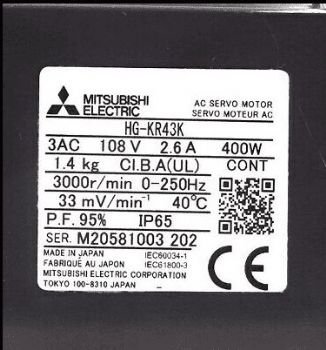 MITSUBISHI
ELECTRIC
AC SERVO MOTOR
SERVO MOTEUR AC
HG-KR43K
3AC 108 V 2.6 A 400W
1.4 kg CI.B.A(UL) CONT
3000r/min 0-250Hz
33 mV/min⁻¹ 40℃
P.F. 95% IP65
SER. M20581003 202
MADE IN JAPAN IEC60034-1
FABRIQUÉ AU JAPON IEC61800-3
MITSUBISHI ELECTRIC CORPORATION
TOKYO 100-8310 JAPAN
CE